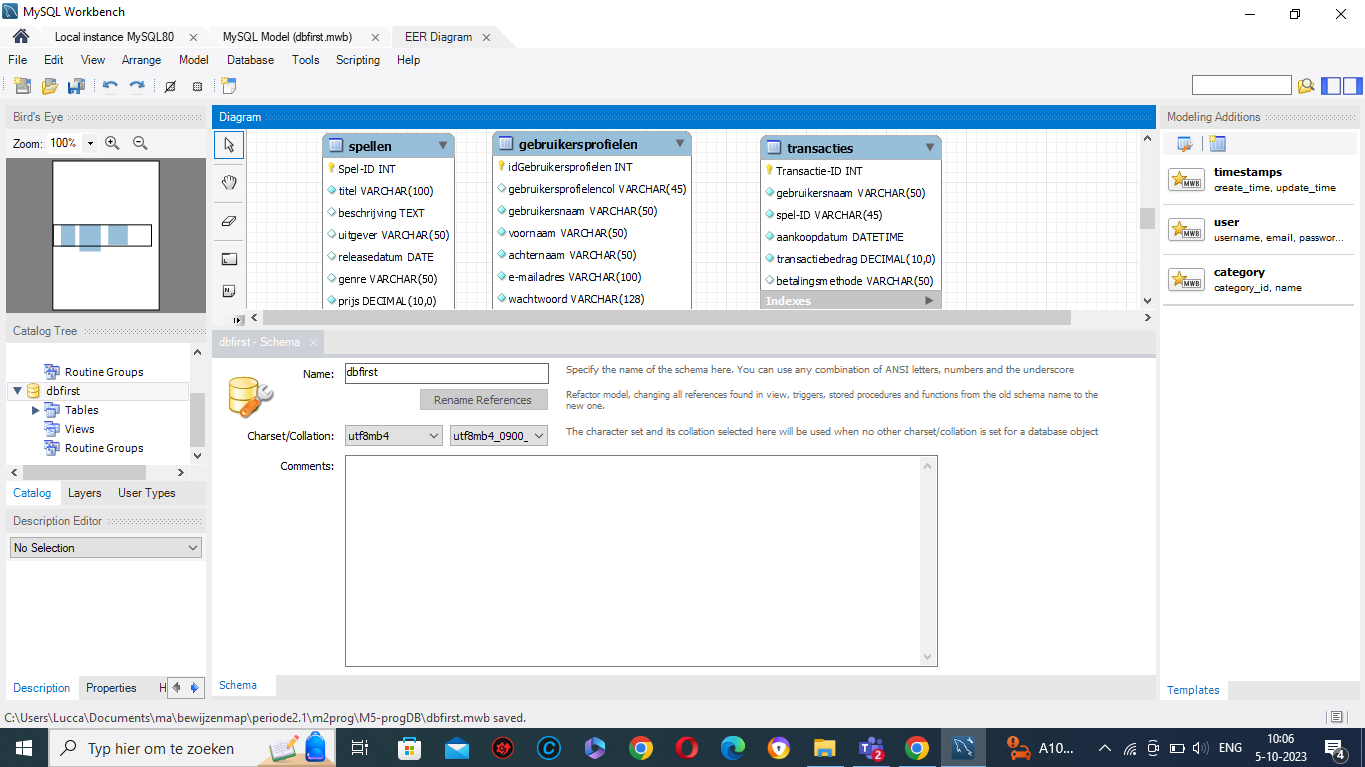 MySQL Workbench
Local instance MySQL80
MySQL Model (dbfirst.mwb)
EER Diagram
File Edit View Arrange Model Database Tools Scripting Help
Bird's Eye
Zoom: 100%
Diagram
spellen
Spel-ID INT
titel VARCHAR(100)
beschrijving TEXT
uitgever VARCHAR(50)
releasedatum DATE
genre VARCHAR(50)
prijs DECIMAL(10,0)
gebruikersprofielen
idGebruikersprofielen INT
gebruikersprofielencol VARCHAR(45)
gebruikersnaam VARCHAR(50)
voornaam VARCHAR(50)
achternaam VARCHAR(50)
e-mailadres VARCHAR(100)
wachtwoord VARCHAR(128)
transacties
Transactie-ID INT
gebruikersnaam VARCHAR(50)
spel-ID VARCHAR(45)
aankoopdatum DATETIME
transactiebedrag DECIMAL(10,0)
betalingsmethode VARCHAR(50)
Indexes
Modeling Additions
timestamps
create_time, update_time
user
username, email, passwor...
category
category_id, name
Templates
Catalog Tree
Routine Groups
dbfirst
Tables
Views
Routine Groups
Catalog Layers User Types
Description Editor
No Selection
Description Properties H
dbfirst - Schema
Name: dbfirst
Specify the name of the schema here. You can use any combination of ANSI letters, numbers and the underscore
Rename References
Refactor model, changing all references found in view, triggers, stored procedures and functions from the old schema name to the
new one.
Charset/Collation: utf8mb4 utf8mb4_0900_
The character set and its collation selected here will be used when no other charset/collation is set for a database object
Comments:
Schema
C:\Users\Lucca\Documents\ma\bewijzenmap\periode2.1\m2prog\M5-progDB\dbfirst.mwb saved.
Typ hier om te zoeken
2
A10...
ENG
10:06
5-10-2023
4